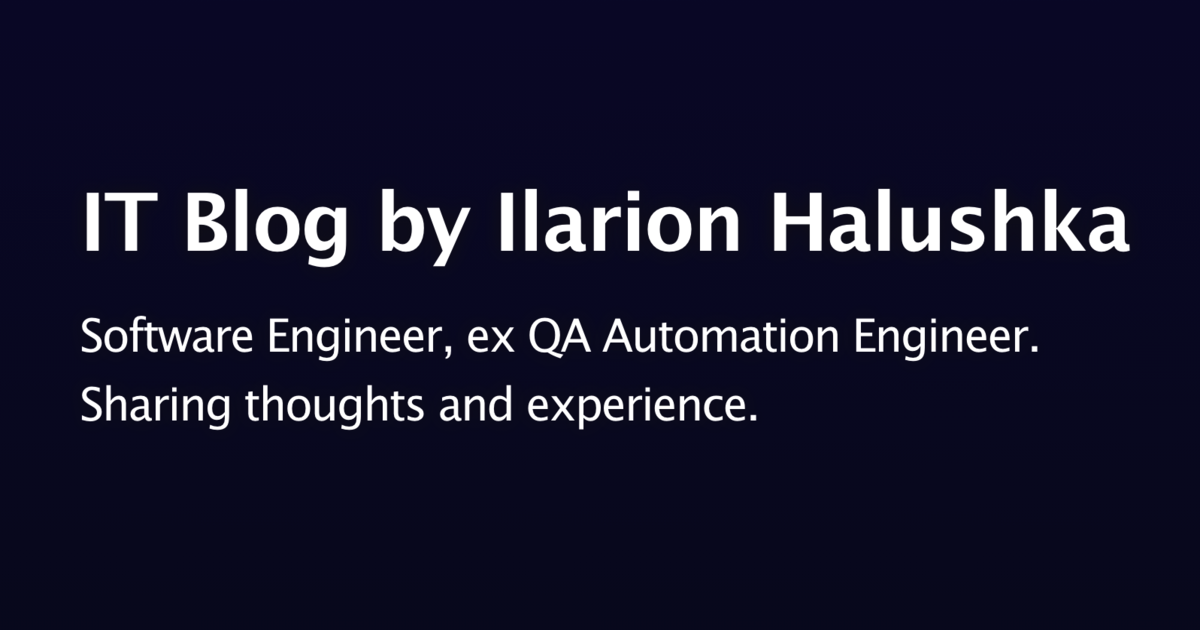 IT Blog by Ilarion Halushka
Software Engineer, ex QA Automation Engineer.
Sharing thoughts and experience.